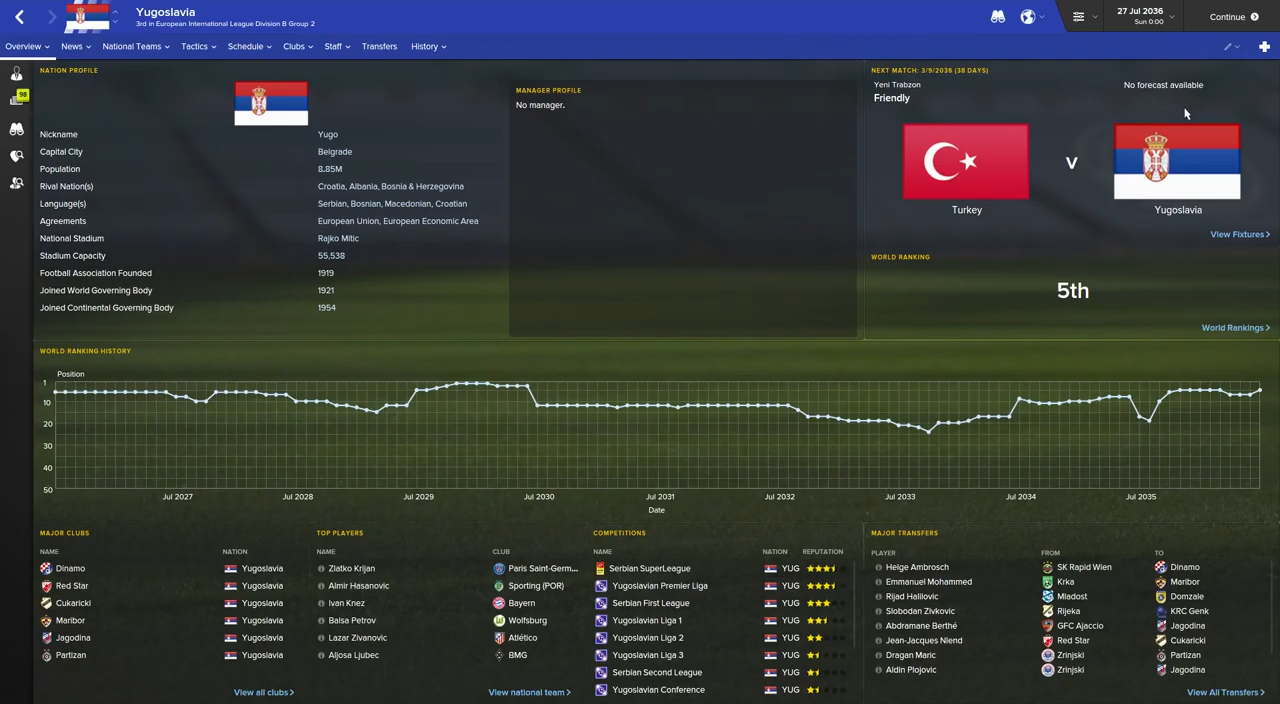 Yugoslavia
3rd in European International League Division B Group 2
27 Jul 2036
Sun 0:00
Continue
Overview
News
National Teams
Tactics
Schedule
Clubs
Staff
Transfers
History
98
NATION PROFILE
Nickname Yugo
Capital City Belgrade
Population 8.85M
Rival Nation(s) Croatia, Albania, Bosnia & Herzegovina
Language(s) Serbian, Bosnian, Macedonian, Croatian
Agreements European Union, European Economic Area
National Stadium Rajko Mitic
Stadium Capacity 55,538
Football Association Founded 1919
Joined World Governing Body 1921
Joined Continental Governing Body 1954
MANAGER PROFILE
No manager.
NEXT MATCH: 3/9/2036 (38 DAYS)
Yeni Trabzon
Friendly
No forecast available
Turkey V Yugoslavia
View Fixtures >
WORLD RANKING
5th
World Rankings >
WORLD RANKING HISTORY
Position
1
10
20
30
40
50
Jul 2027 Jul 2028 Jul 2029 Jul 2030 Jul 2031 Jul 2032 Jul 2033 Jul 2034 Jul 2035
Date
MAJOR CLUBS
NAME NATION
Dinamo Yugoslavia
Red Star Yugoslavia
Cukaricki Yugoslavia
Maribor Yugoslavia
Jagodina Yugoslavia
Partizan Yugoslavia
View all clubs >
TOP PLAYERS
NAME CLUB
Zlatko Krijan Paris Saint-Germ...
Almir Hasanovic Sporting (POR)
Ivan Knez Bayern
Balsa Petrov Wolfsburg
Lazar Zivanovic Atlético
Aljosa Ljubec BMG
View national team >
COMPETITIONS
NAME NATION REPUTATION
Serbian SuperLeague YUG
Yugoslavian Premier Liga YUG
Serbian First League YUG
Yugoslavian Liga 1 YUG
Yugoslavian Liga 2 YUG
Yugoslavian Liga 3 YUG
Serbian Second League YUG
Yugoslavian Conference YUG
MAJOR TRANSFERS
PLAYER FROM TO
Helge Ambrosch SK Rapid Wien Dinamo
Emmanuel Mohammed Krka Maribor
Rijad Halilovic Mladost Domzale
Slobodan Zivkovic Rijeka KRC Genk
Abdramane Berthé GFC Ajaccio Jagodina
Jean-Jacques Nlend Red Star Cukaricki
Dragan Maric Zrinjski Partizan
Aldin Plojovic Zrinjski Jagodina
View All Transfers >